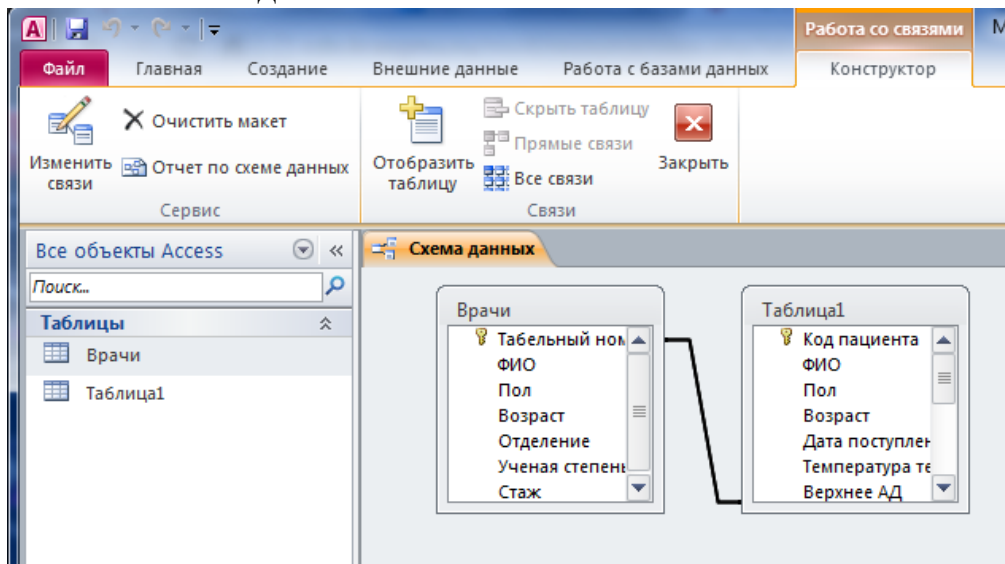 Работа со связями
Файл Главная Создание Внешние данные Работа с базами данных Конструктор
Изменить связи
Очистить макет
Отчет по схеме данных
Сервис
Отобразить таблицу
Скрыть таблицу
Прямые связи
Все связи
Закрыть
Связи
Все объекты Access
Поиск...
Таблицы
Врачи
Таблица1
Схема данных
Врачи
Табельный ном
ФИО
Пол
Возраст
Отделение
Ученая степень
Стаж
Таблица1
Код пациента
ФИО
Пол
Возраст
Дата поступлен
Температура те
Верхнее АД